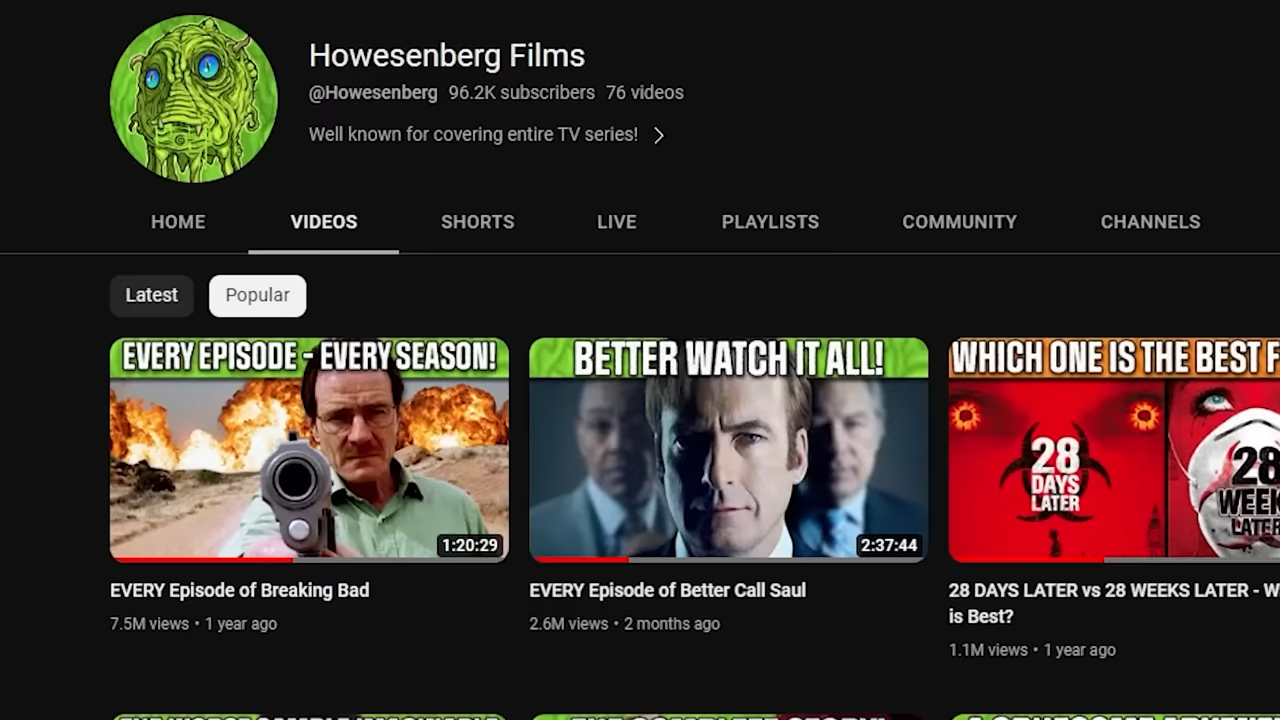 Howesenberg Films
@Howesenberg 96.2K subscribers 76 videos
Well known for covering entire TV series!
HOME VIDEOS SHORTS LIVE PLAYLISTS COMMUNITY CHANNELS
Latest Popular
EVERY EPISODE - EVERY SEASON!
1:20:29
EVERY Episode of Breaking Bad
7.5M views • 1 year ago
BETTER WATCH IT ALL!
2:37:44
EVERY Episode of Better Call Saul
2.6M views • 2 months ago
WHICH ONE IS THE BEST
28
DAYS
LATER
28
LATER
28 DAYS LATER vs 28 WEEKS LATER -
is Best?
1.1M views • 1 year ago